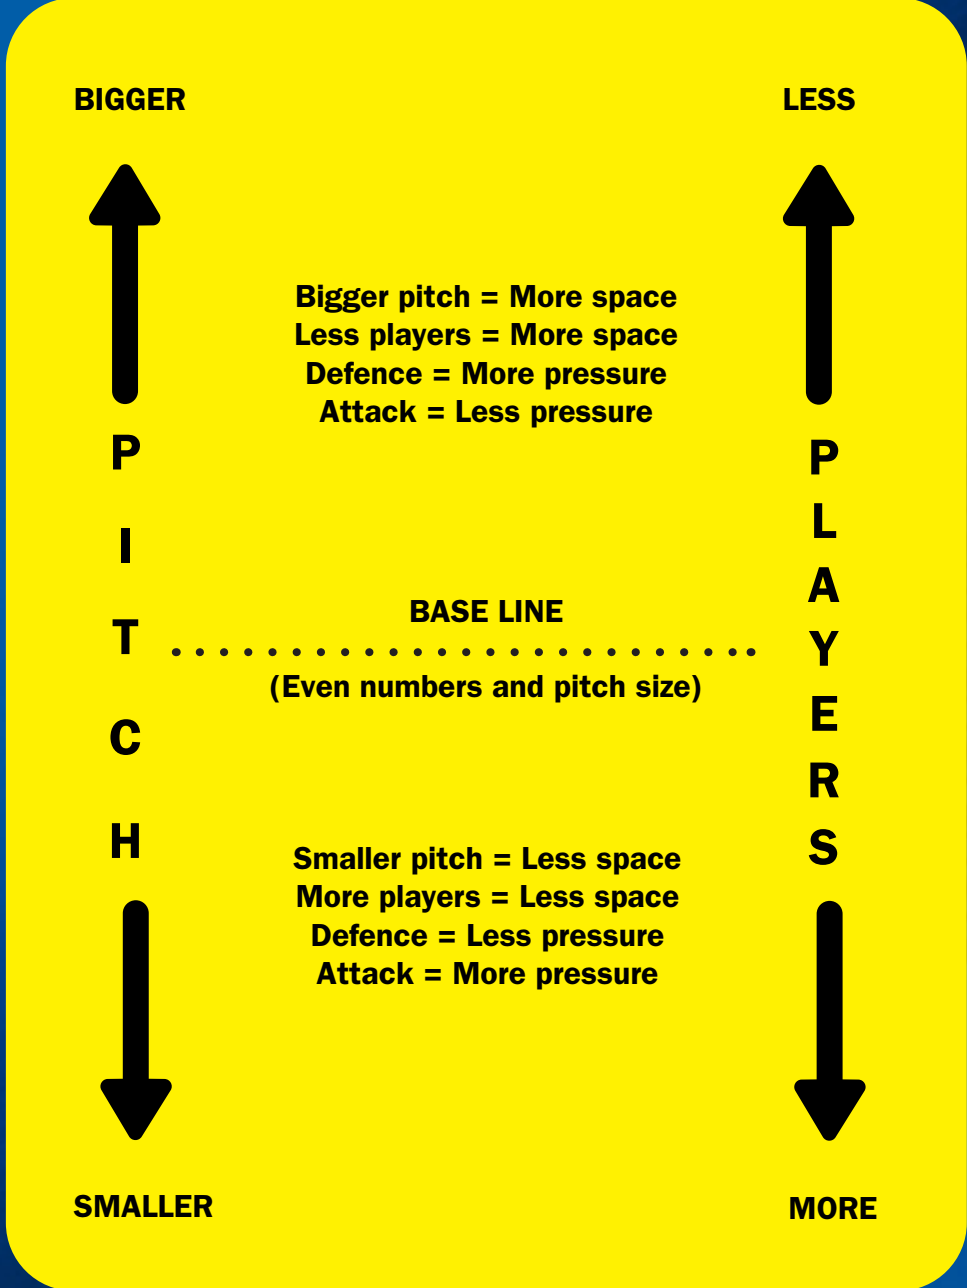 BIGGER
LESS
Bigger pitch = More space
Less players = More space
Defence = More pressure
Attack = Less pressure
PITCH
PLAYERS
BASE LINE
(Even numbers and pitch size)
Smaller pitch = Less space
More players = Less space
Defence = Less pressure
Attack = More pressure
SMALLER
MORE